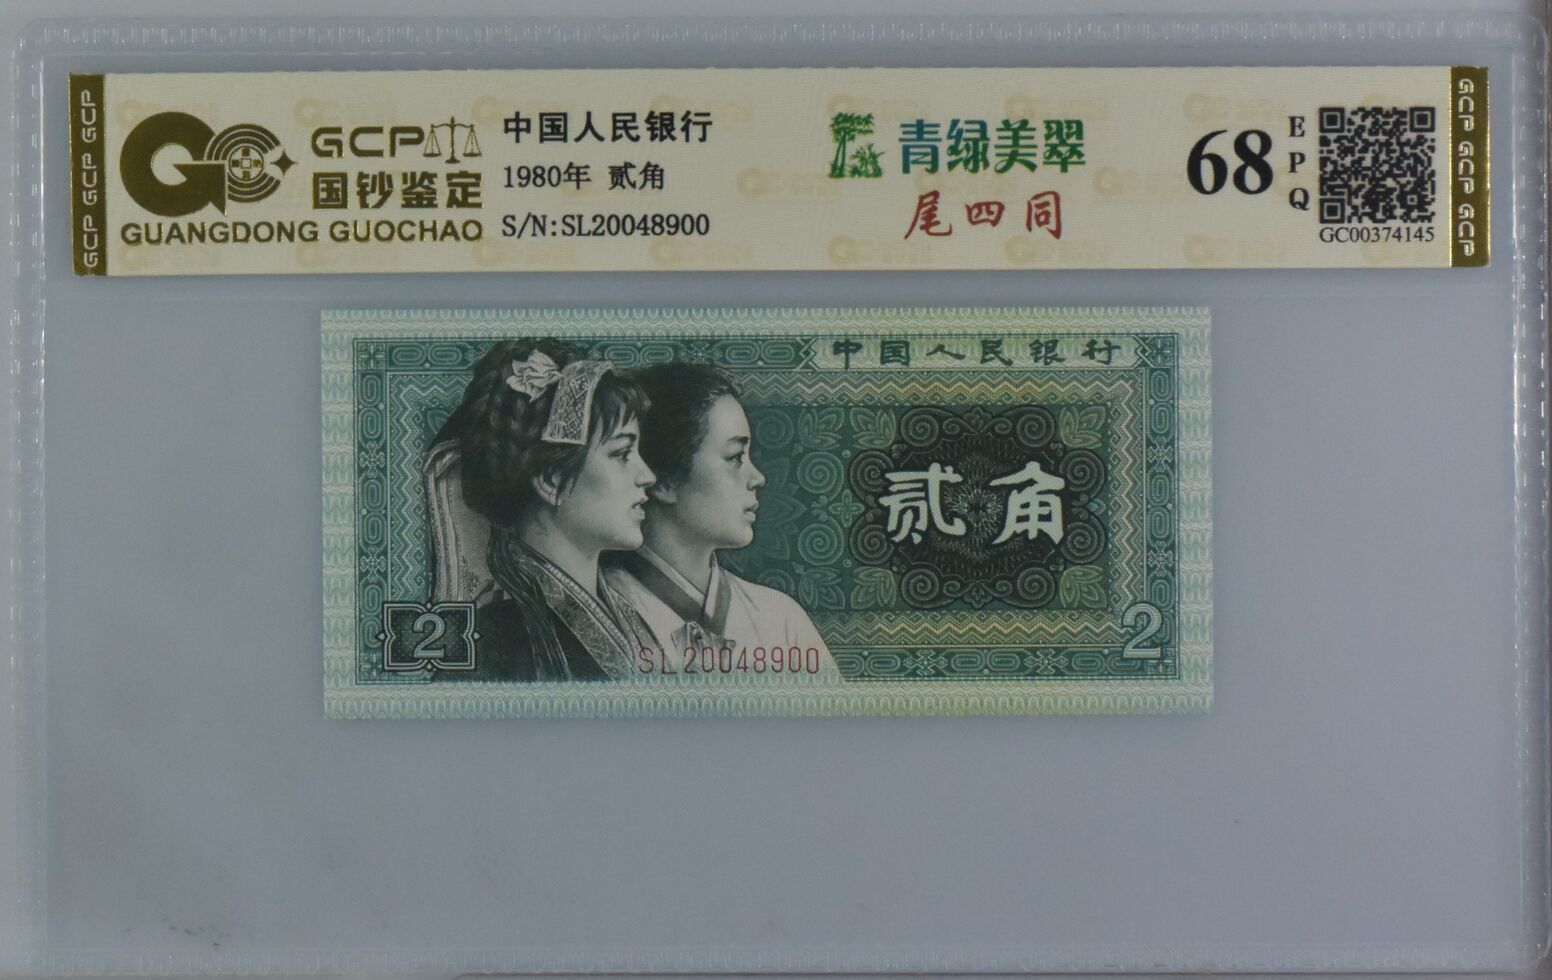 GCP GCP GCP
GCP
国钞鉴定
GUANGDONG GUOCHAO
中国人民银行
1980年 贰角
S/N:SL20048900
青绿美翠
尾四同
68
EPQ
GC00374145
GCP GCP GCP
中国人民银行
贰角
2
SL20048900
2